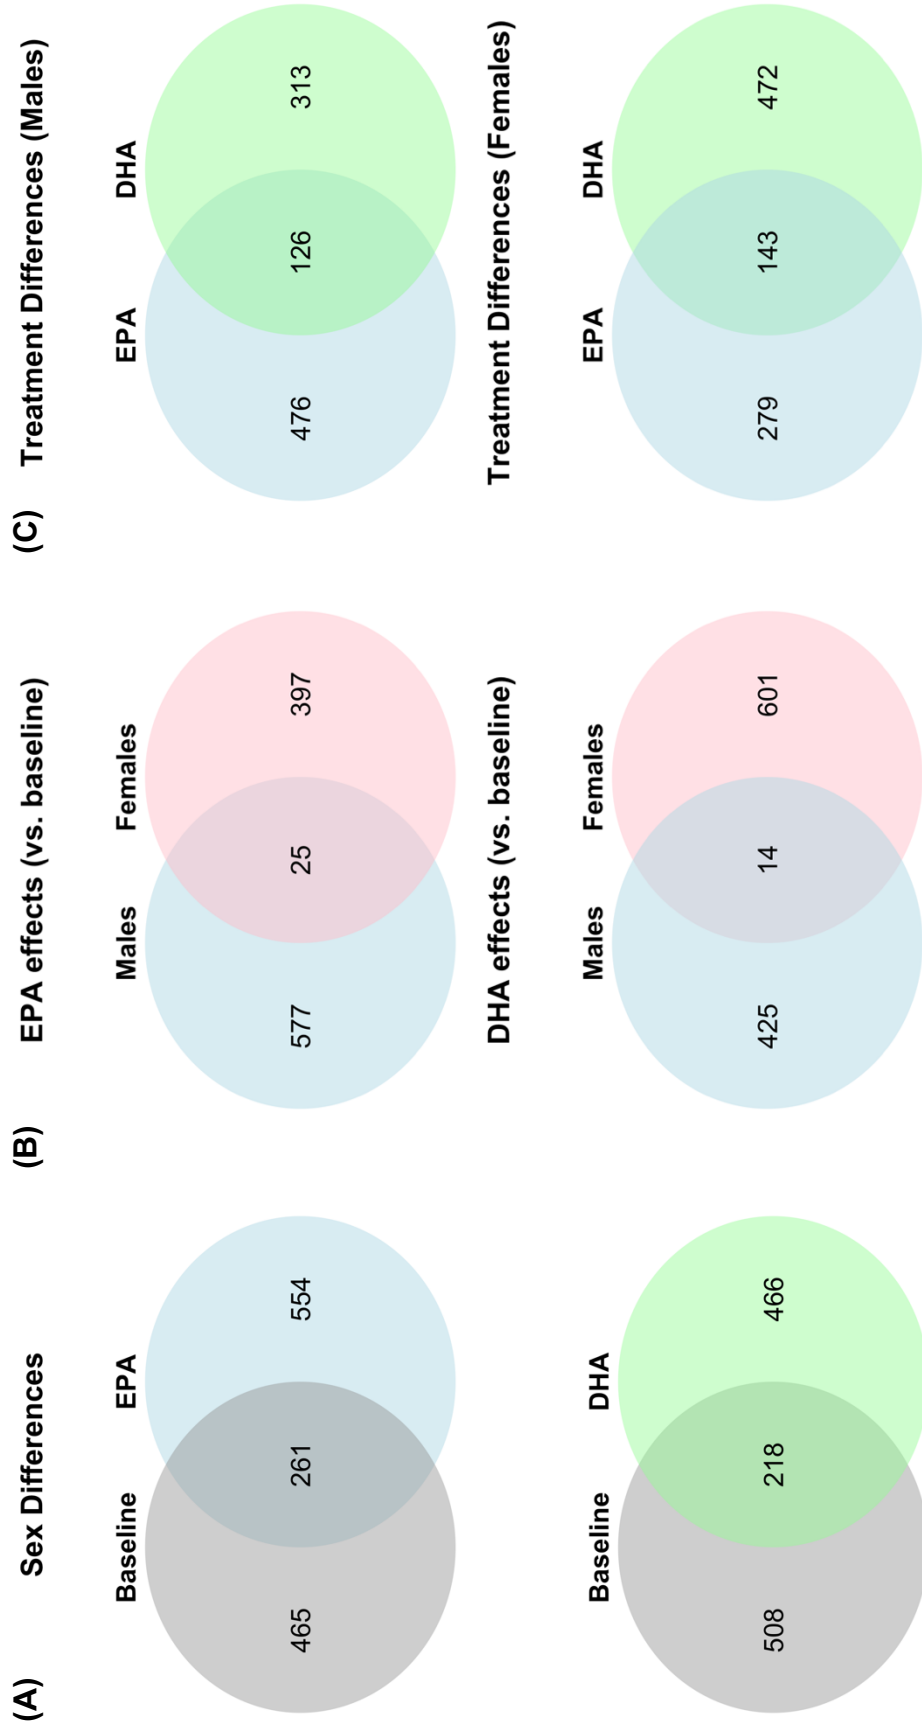 (A)
Sex Differences
Baseline
EPA
465
261
554
Baseline
DHA
508
218
466
(B)
EPA effects (vs. baseline)
Males
Females
577
25
397
DHA effects (vs. baseline)
Males
Females
425
14
601
(C)
Treatment Differences (Males)
EPA
DHA
476
126
313
Treatment Differences (Females)
EPA
DHA
279
143
472